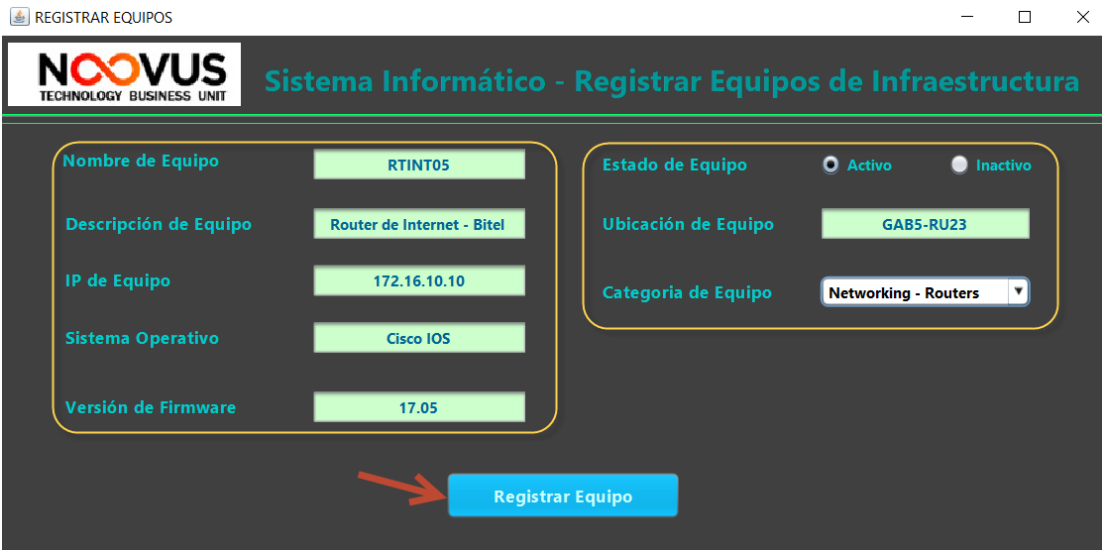 REGISTRAR EQUIPOS
NOOVUS
TECHNOLOGY BUSINESS UNIT
Sistema Informático - Registrar Equipos de Infraestructura
Nombre de Equipo
RTINT05
Descripción de Equipo
Router de Internet - Bitel
IP de Equipo
172.16.10.10
Sistema Operativo
Cisco IOS
Versión de Firmware
17.05
Estado de Equipo
Activo
Inactivo
Ubicación de Equipo
GAB5-RU23
Categoria de Equipo
Networking - Routers
Registrar Equipo